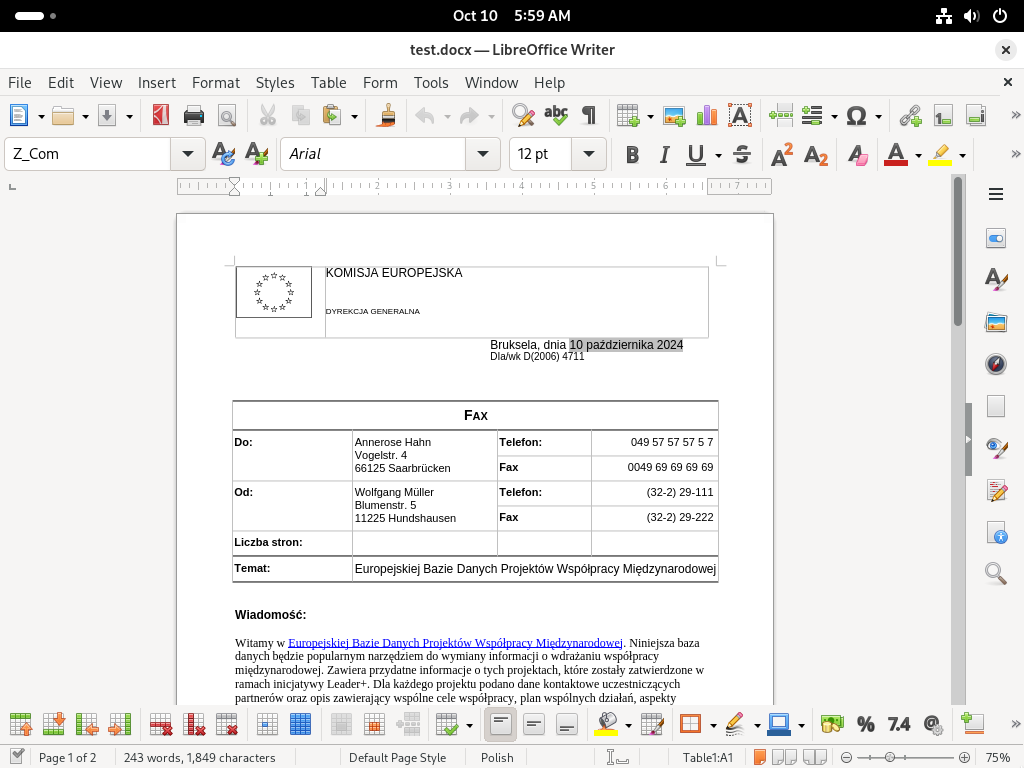 Oct 10 5:59 AM
test.docx — LibreOffice Writer
File Edit View Insert Format Styles Table Form Tools Window Help
Z_Com Arial 12 pt
1 1 2 3 4 5 6 7
KOMISJA EUROPEJSKA
DYREKCJA GENERALNA
Bruksela, dnia 10 października 2024
Dla/wk D(2006) 4711
FAX
Do: Annerose Hahn Telefon: 049 57 57 57 5 7
Vogelstr. 4
66125 Saarbrücken Fax 0049 69 69 69 69
Od: Wolfgang Müller Telefon: (32-2) 29-111
Blumenstr. 5
11225 Hundshausen Fax (32-2) 29-222
Liczba stron:
Temat: Europejskiej Bazie Danych Projektów Współpracy Międzynarodowej
Wiadomość:
Witamy w Europejskiej Bazie Danych Projektów Współpracy Międzynarodowej. Niniejsza baza
danych będzie popularnym narzędziem do wymiany informacji o wdrażaniu współpracy
międzynarodowej. Zawiera przydatne informacje o tych projektach, które zostały zatwierdzone w
ramach inicjatywy Leader+. Dla każdego projektu podano dane kontaktowe uczestniczących
partnerów oraz opis zawierający wspólne cele współpracy, plan wspólnych działań, aspekty
Page 1 of 2 243 words, 1,849 characters Default Page Style Polish Table1:A1 75%